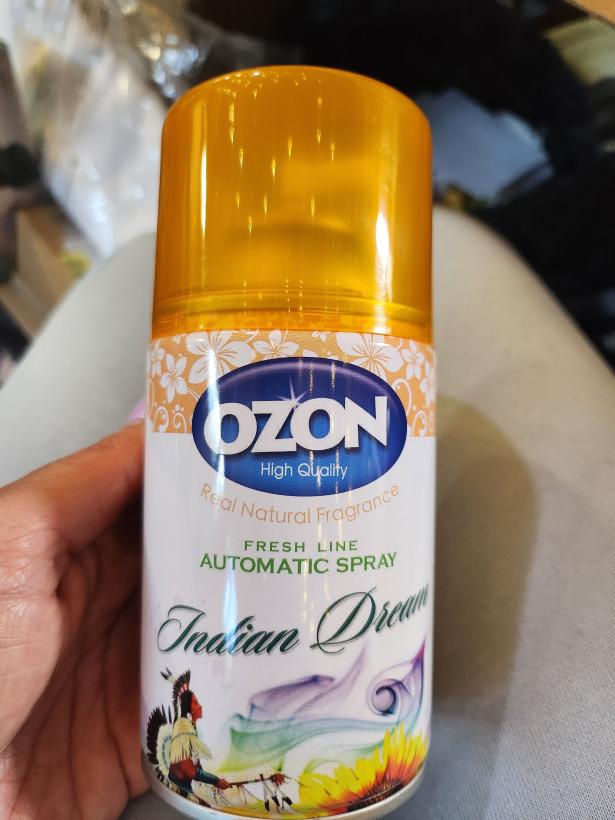 OZON
High Quality
Real Natural Fragrance
FRESH LINE
AUTOMATIC SPRAY
Indian Dream